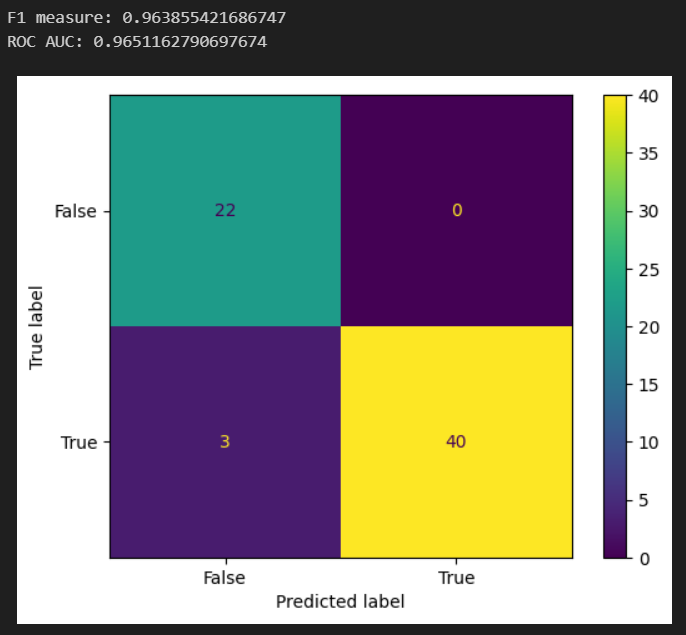 F1 measure: 0.963855421686747
ROC AUC: 0.9651162790697674
40
35
30
25
20
15
10
5
0
True label
False
22
0
True
3
40
False
True
Predicted label